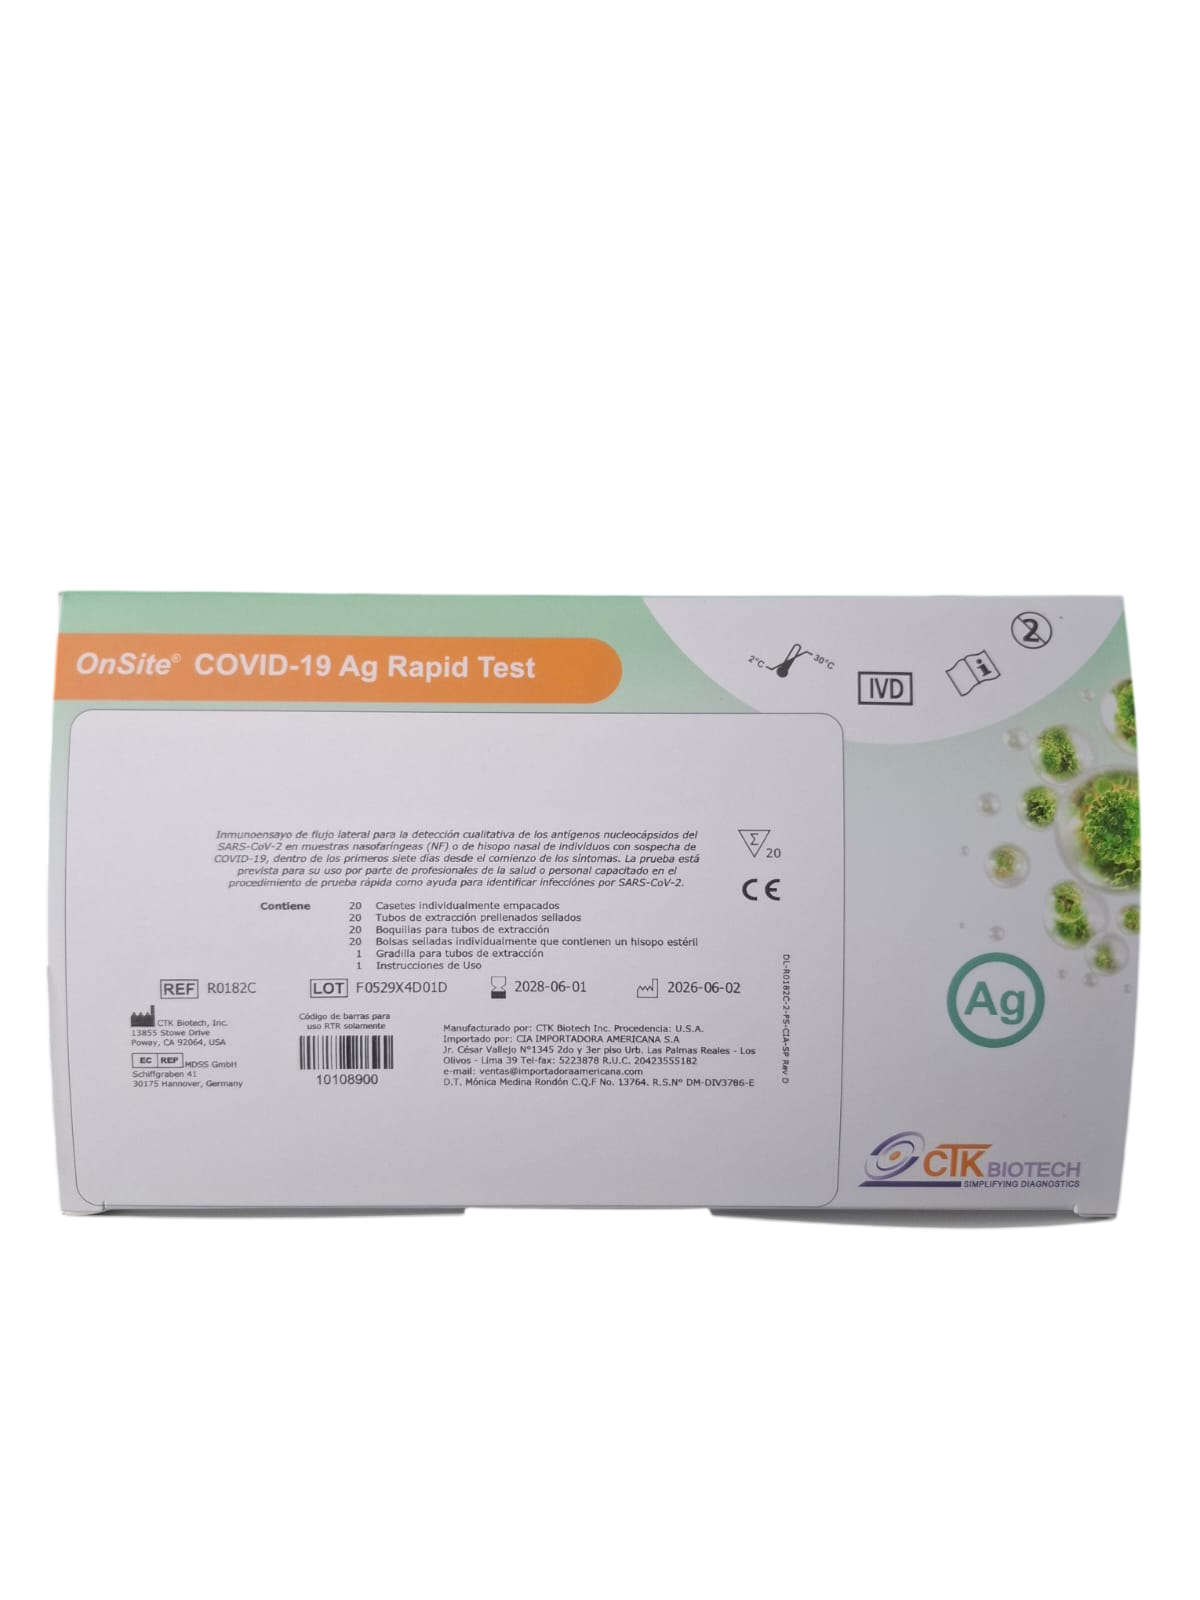 OnSite® COVID-19 Ag Rapid Test
2°C 30°C
IVD
i
2
Inmunoensayo de flujo lateral para la detección cualitativa de los antígenos nucleocápsidos del
SARS-CoV-2 en muestras nasofaríngeas (NF) o de hisopo nasal de individuos con sospecha de
COVID-19, dentro de los primeros siete días desde el comienzo de los síntomas. La prueba está
prevista para su uso por parte de profesionales de la salud o personal capacitado en el
procedimiento de prueba rápida como ayuda para identificar infecciónes por SARS-CoV-2.
Σ 20
CE
Contiene 20 Casetes individualmente empacados
20 Tubos de extracción prellenados sellados
20 Boquillas para tubos de extracción
20 Bolsas selladas individualmente que contienen un hisopo estéril
1 Gradilla para tubos de extracción
1 Instrucciones de Uso
REF R0182C LOT F0529X4D01D 2028-06-01 2026-06-02
CTK Biotech, Inc.
13855 Stowe Drive
Poway, CA 92064, USA
EC REP MDSS GmbH
Schiffgraben 41
30175 Hannover, Germany
Código de barras para
uso RTR solamente
10108900
Manufacturado por: CTK Biotech Inc. Procedencia: U.S.A.
Importado por: CIA IMPORTADORA AMERICANA S.A
Jr. César Vallejo N°1345 2do y 3er piso Urb. Las Palmas Reales - Los
Olivos - Lima 39 Tel-fax: 5223878 R.U.C. 20423555182
e-mail: ventas@importadoraamericana.com
D.T. Mónica Medina Rondón C.Q.F No. 13764. R.S.N° DM-DIV3786-E
DL-R0182C-2-PS-CIA-SP Rev D
Ag
CTK BIOTECH
SIMPLIFYING DIAGNOSTICS